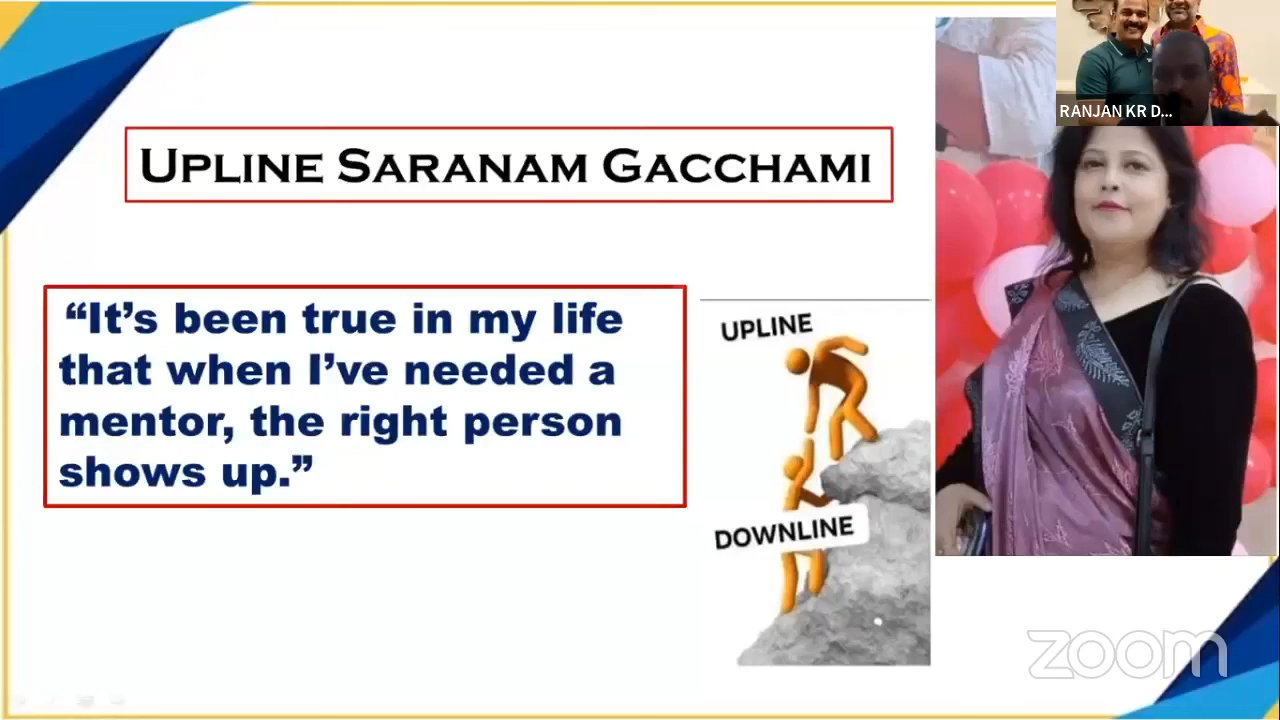 RANJAN KR D...
UPLINE SARANAM GACCHAMI
“It’s been true in my life
that when I’ve needed a
mentor, the right person
shows up.”
UPLINE
DOWNLINE
zoom